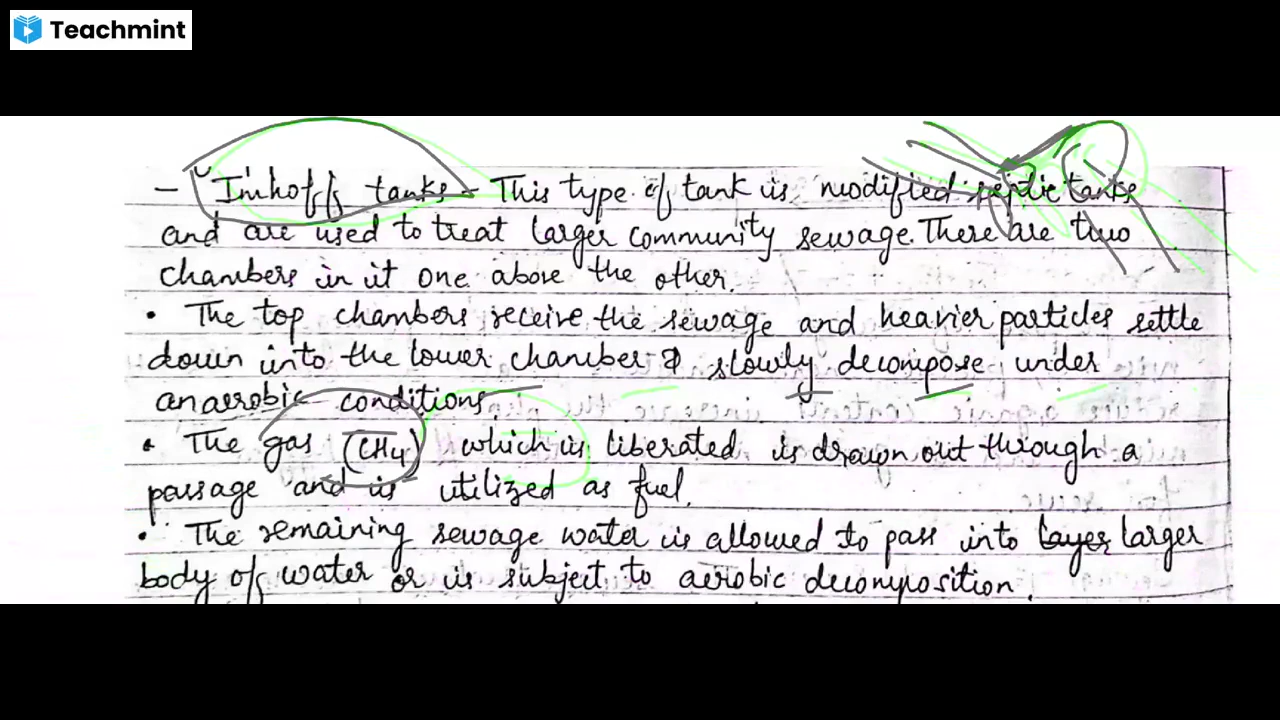 Teachmint
- Imhoff tanks - This type of tank is modified septic tanks
and are used to treat larger community sewage. There are two
chambers in it one above the other.
• The top chambers receive the sewage and heavier particles settle
down into the lower chamber & slowly decompose under
anaerobic conditions.
• The gas (CH4) which is liberated is drawn out through a
passage and is utilized as fuel.
• The remaining sewage water is allowed to pass into larger
body of water or is subject to aerobic decomposition.